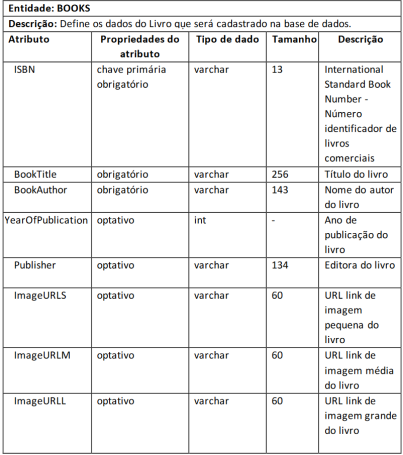 Entidade: BOOKS
Descrição: Define os dados do Livro que será cadastrado na base de dados.
Atributo Propriedades do atributo Tipo de dado Tamanho Descrição
ISBN chave primária obrigatório varchar 13 International Standard Book Number - Número identificador de livros comerciais
BookTitle obrigatório varchar 256 Título do livro
BookAuthor obrigatório varchar 143 Nome do autor do livro
YearOfPublication optativo int - Ano de publicação do livro
Publisher optativo varchar 134 Editora do livro
ImageURLS optativo varchar 60 URL link de imagem pequena do livro
ImageURLM optativo varchar 60 URL link de imagem média do livro
ImageURLL optativo varchar 60 URL link de imagem grande do livro